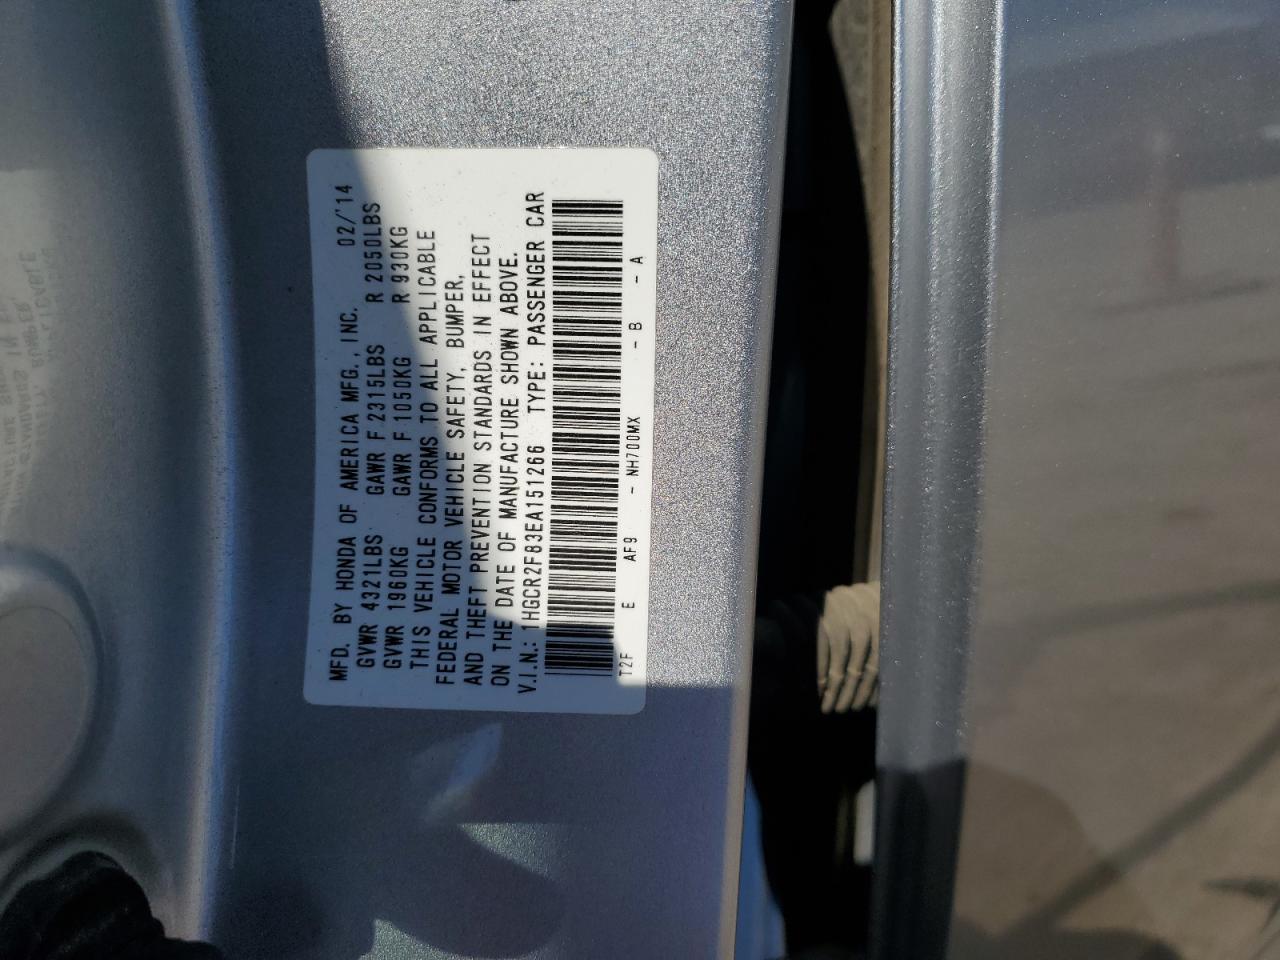 MFD. BY HONDA OF AMERICA MFG., INC. 02/'14
GVWR 4321LBS GAWR F 2315LBS R 2050LBS
GVWR 1960KG GAWR F 1050KG R 930KG
THIS VEHICLE CONFORMS TO ALL APPLICABLE
FEDERAL MOTOR VEHICLE SAFETY, BUMPER,
AND THEFT PREVENTION STANDARDS IN EFFECT
ON THE DATE OF MANUFACTURE SHOWN ABOVE.
V.I.N.: 1HGCR2F83EA151266 TYPE: PASSENGER CAR
T2F E AF9 - NH700MX - B - A